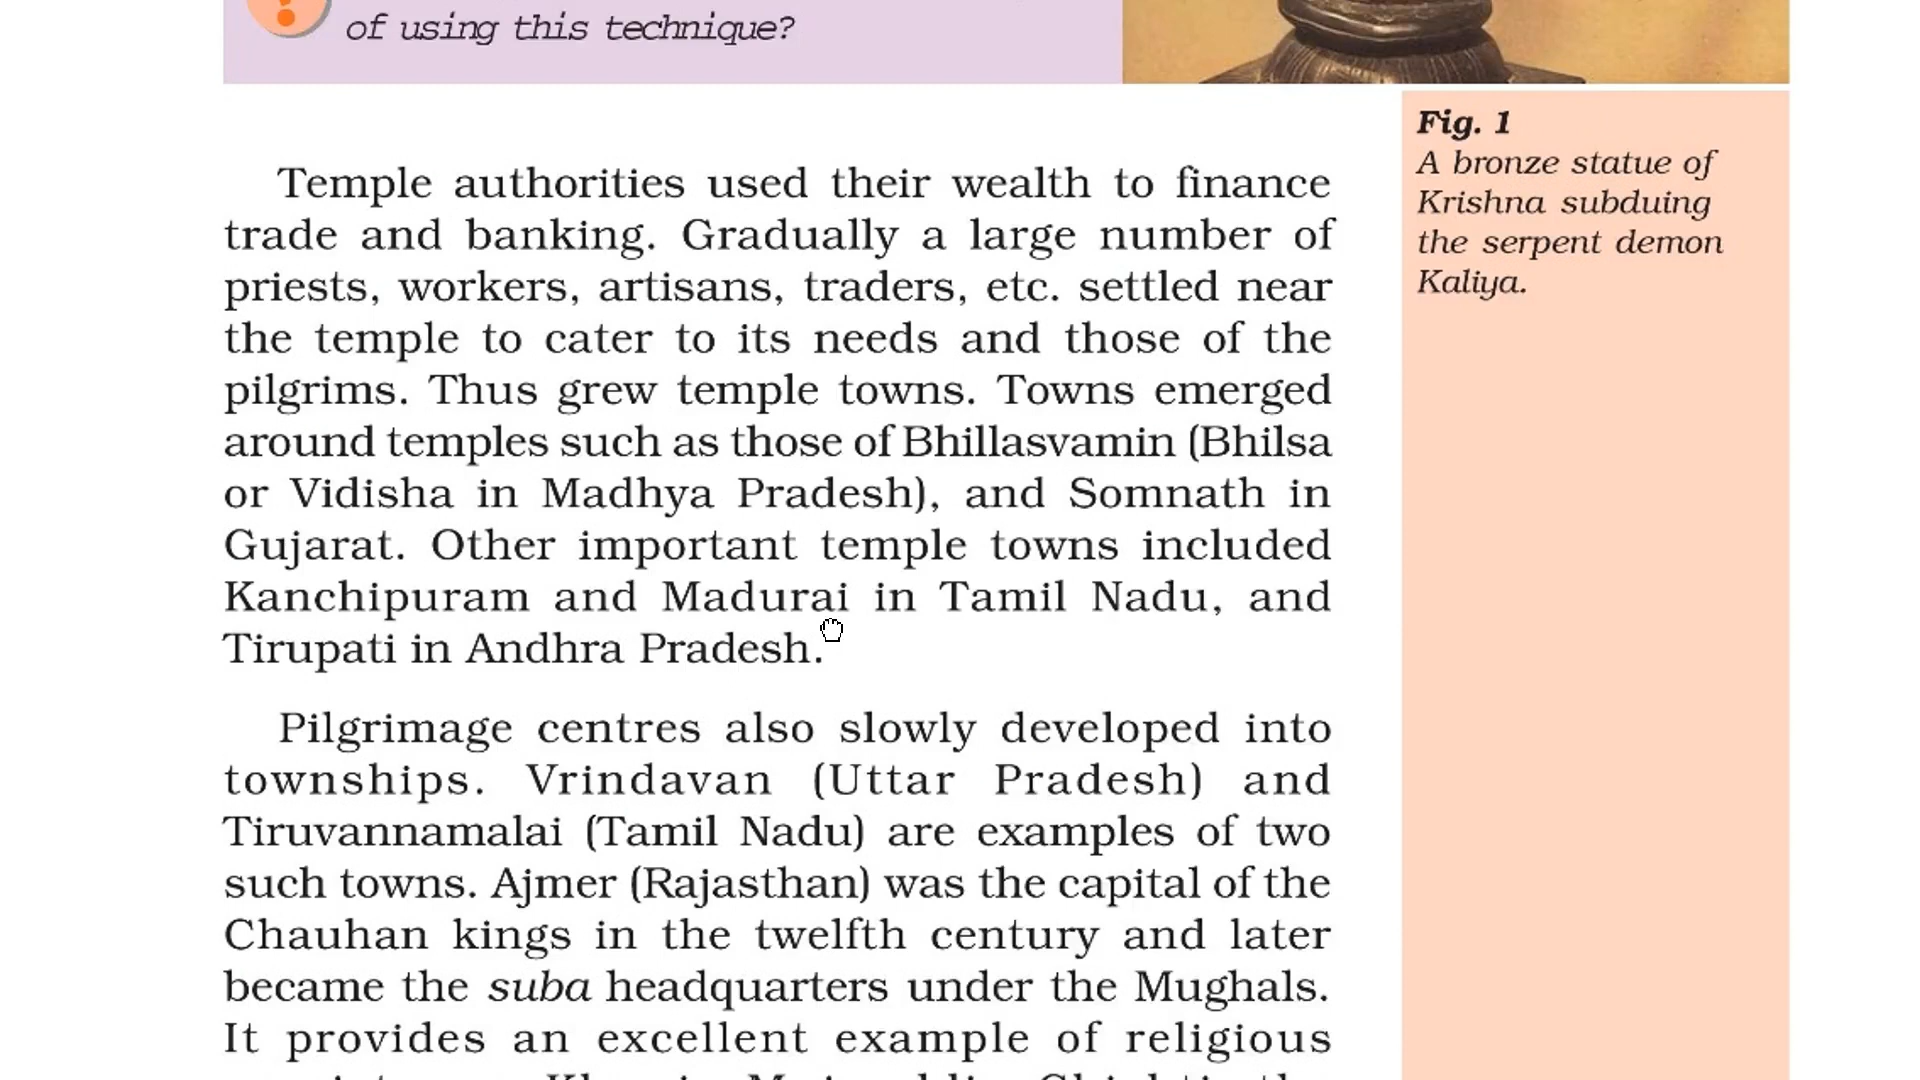 of using this technique?
Fig. 1
A bronze statue of
Krishna subduing
the serpent demon
Kaliya.
Temple authorities used their wealth to finance
trade and banking. Gradually a large number of
priests, workers, artisans, traders, etc. settled near
the temple to cater to its needs and those of the
pilgrims. Thus grew temple towns. Towns emerged
around temples such as those of Bhillasvamin (Bhilsa
or Vidisha in Madhya Pradesh), and Somnath in
Gujarat. Other important temple towns included
Kanchipuram and Madurai in Tamil Nadu, and
Tirupati in Andhra Pradesh.
Pilgrimage centres also slowly developed into
townships. Vrindavan (Uttar Pradesh) and
Tiruvannamalai (Tamil Nadu) are examples of two
such towns. Ajmer (Rajasthan) was the capital of the
Chauhan kings in the twelfth century and later
became the suba headquarters under the Mughals.
It provides an excellent example of religious